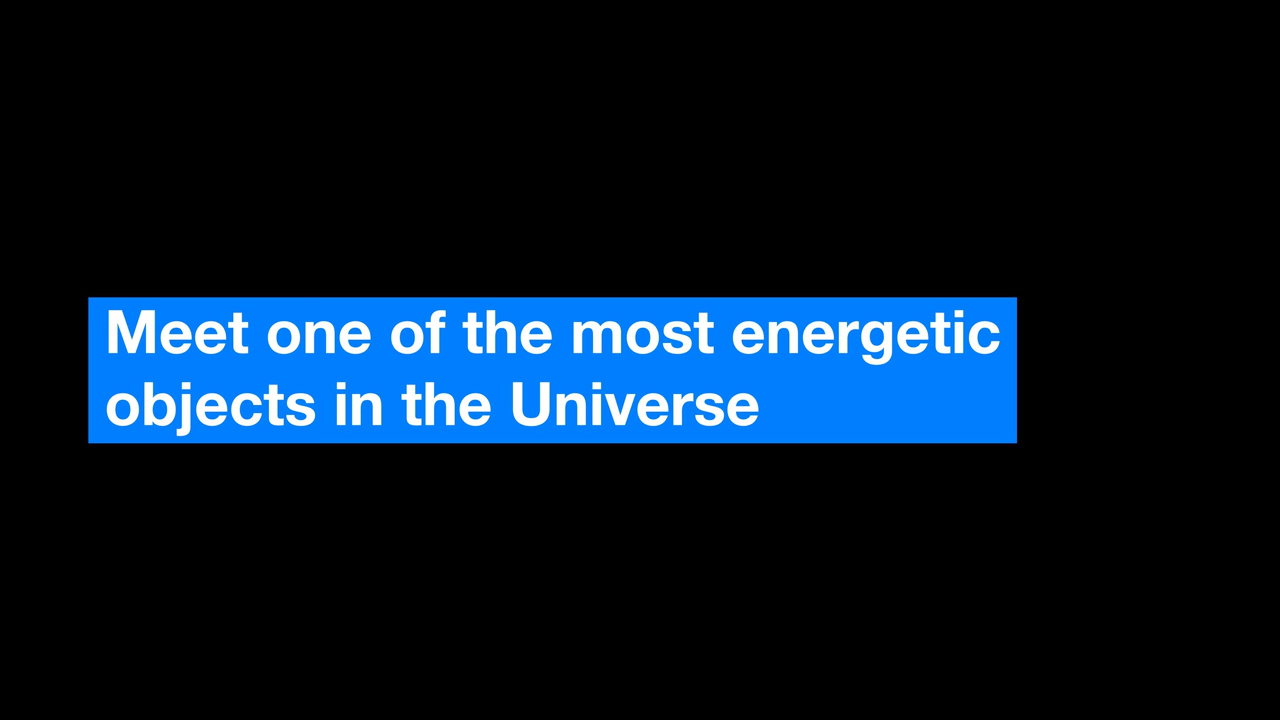 Meet one of the most energetic
objects in the Universe